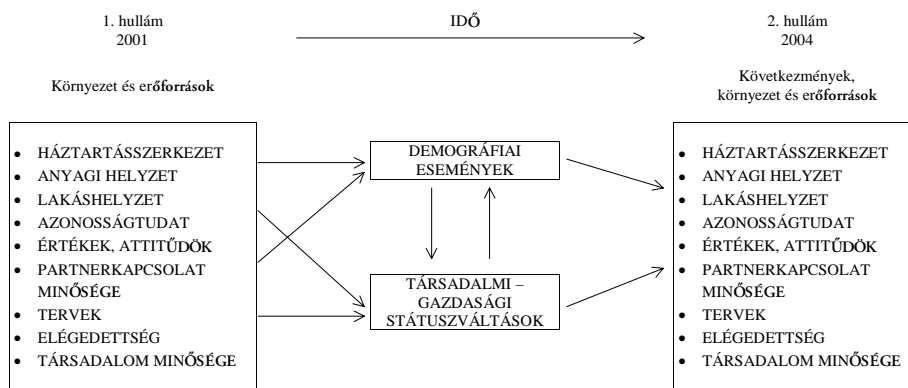 1. hullám
2001
IDŐ
2. hullám
2004
Környezet és erőforrások
Következmények,
környezet és erőforrások
• HÁZTARTÁSSZERKEZET
• ANYAGI HELYZET
• LAKÁSHELYZET
• AZONOSSÁGTUDAT
• ÉRTÉKEK, ATTITŰDÖK
• PARTNERKAPCSOLAT
MINŐSÉGE
• TERVEK
• ELÉGEDETTSÉG
• TÁRSADALOM MINŐSÉGE
DEMOGRÁFIAI
ESEMÉNYEK
TÁRSADALMI –
GAZDASÁGI
STÁTUSZVÁLTÁSOK
• HÁZTARTÁSSZERKEZET
• ANYAGI HELYZET
• LAKÁSHELYZET
• AZONOSSÁGTUDAT
• ÉRTÉKEK, ATTITŰDÖK
• PARTNERKAPCSOLAT
MINŐSÉGE
• TERVEK
• ELÉGEDETTSÉG
• TÁRSADALOM MINŐSÉGE